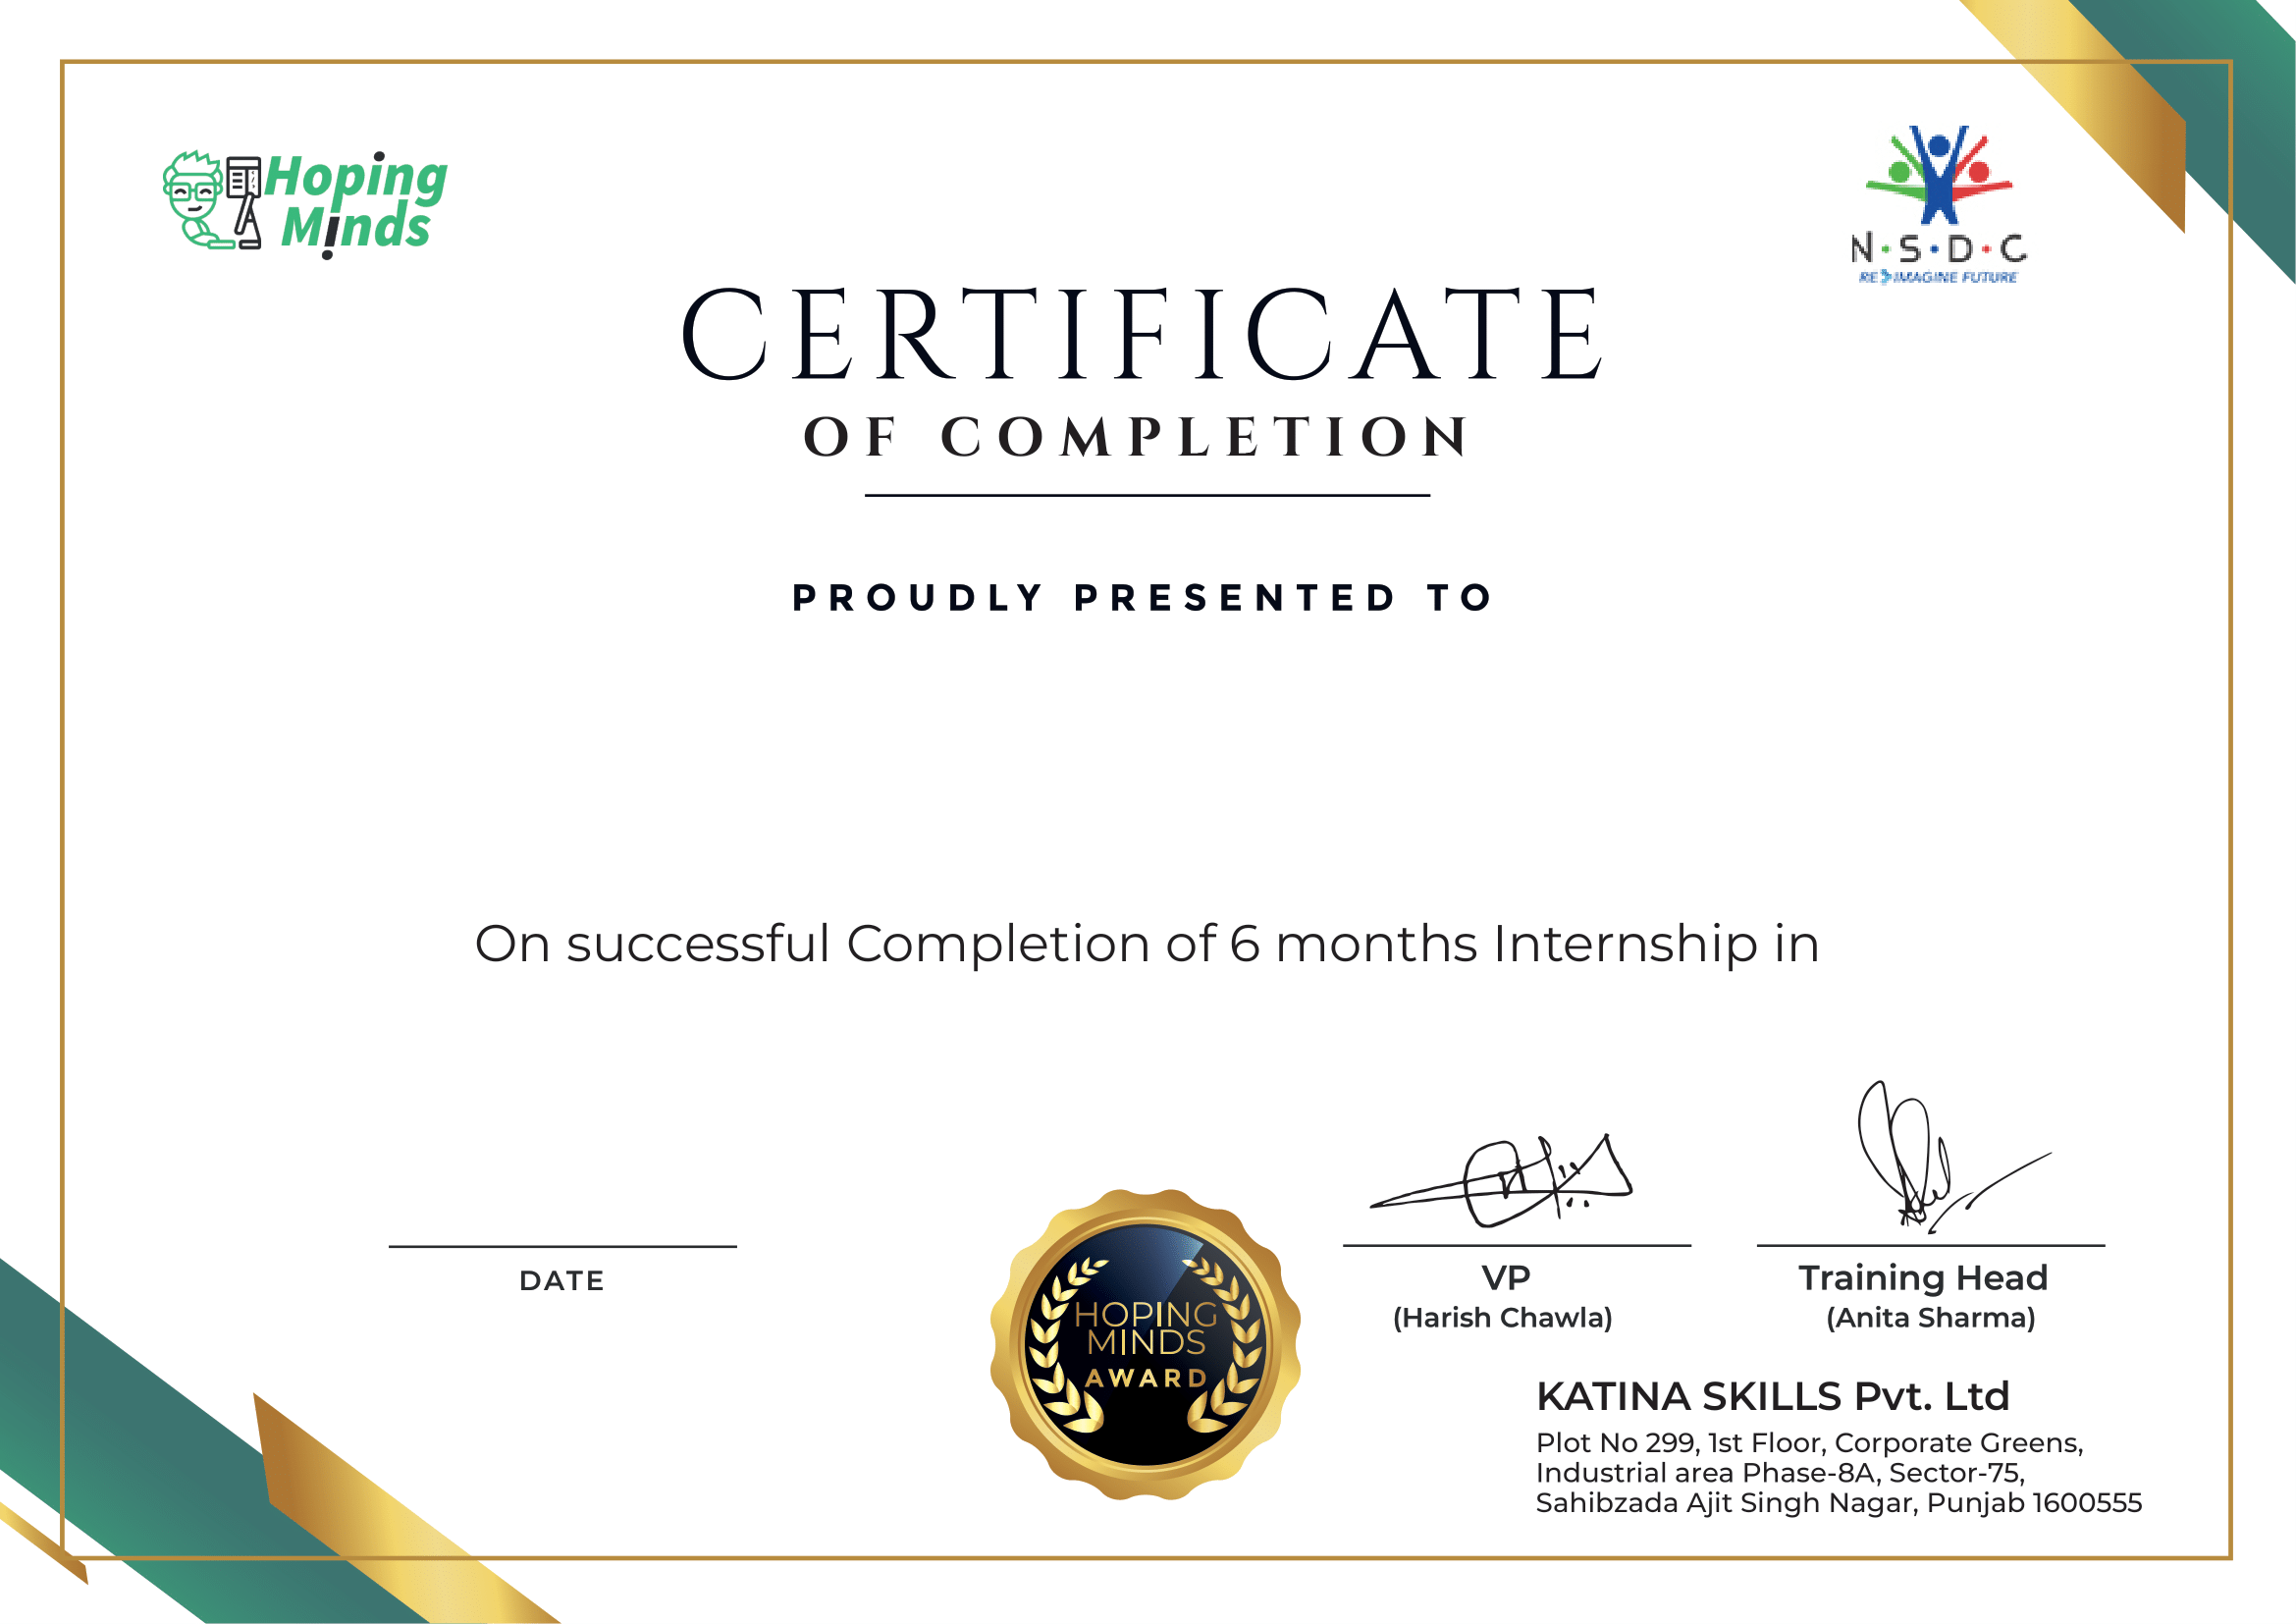 Hoping
Minds
N·S·D·C
RE IMAGINE FUTURE
CERTIFICATE
OF COMPLETION
PROUDLY PRESENTED TO
On successful Completion of 6 months Internship in
DATE
HOPING
MINDS
AWARD
VP
(Harish Chawla)
Training Head
(Anita Sharma)
KATINA SKILLS Pvt. Ltd
Plot No 299, 1st Floor, Corporate Greens,
Industrial area Phase-8A, Sector-75,
Sahibzada Ajit Singh Nagar, Punjab 1600555